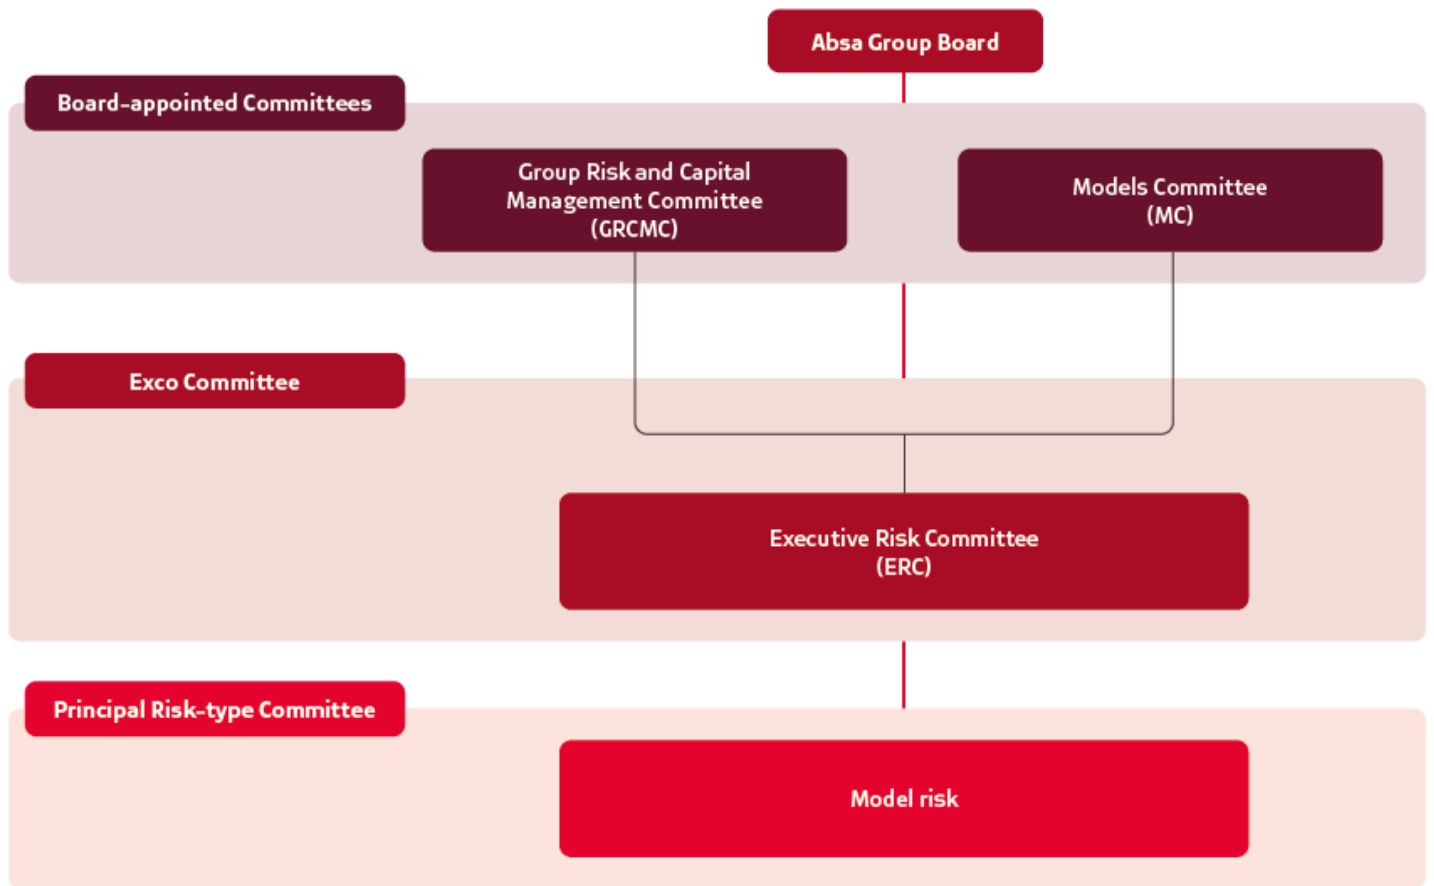 Absa Group Board
Board-appointed Committees
Group Risk and Capital
Management Committee
(GRCMC)
Models Committee
(MC)
Exco Committee
Executive Risk Committee
(ERC)
Principal Risk-type Committee
Model risk